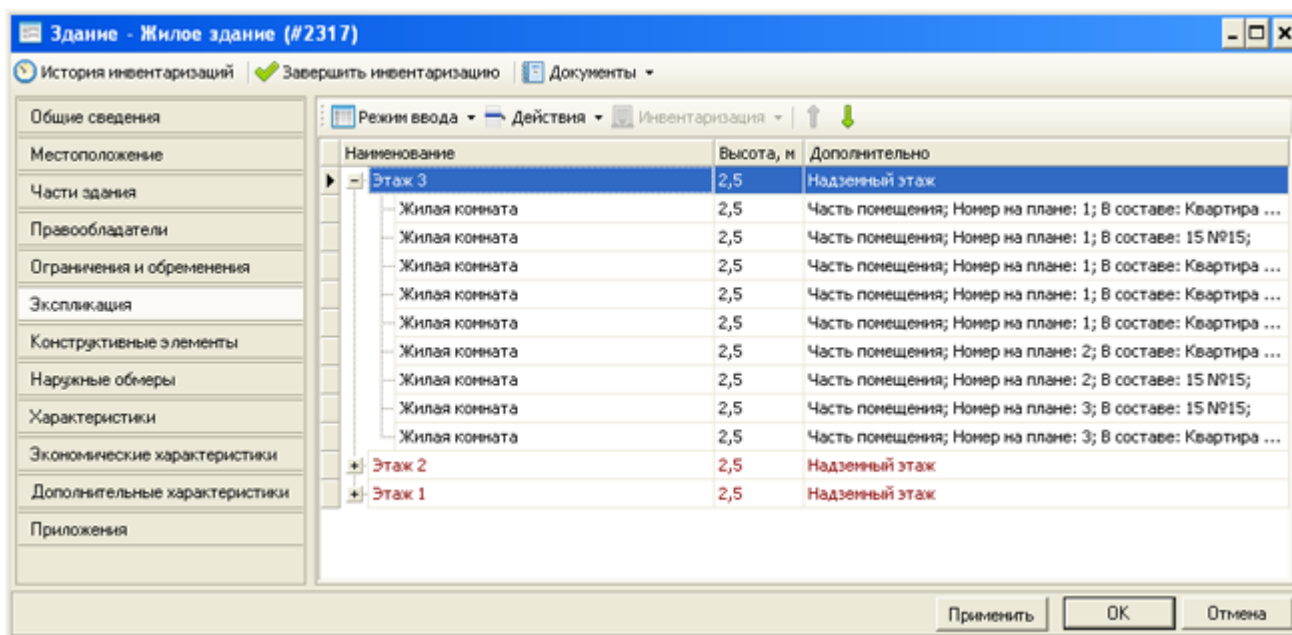 Здание - Жилое здание (#2317)
История инвентаризаций Завершить инвентаризацию Документы
Общие сведения
Местоположение
Части здания
Правообладатели
Ограничения и обременения
Экспликация
Конструктивные элементы
Наружные обмеры
Характеристики
Экономические характеристики
Дополнительные характеристики
Приложения
Режим ввода Действия Инвентаризация
Наименование Высота, м Дополнительно
Этаж 3 2,5 Надземный этаж
Жилая комната 2,5 Часть помещения; Номер на плане: 1; В составе: Квартира ...
Жилая комната 2,5 Часть помещения; Номер на плане: 1; В составе: 15 №15;
Жилая комната 2,5 Часть помещения; Номер на плане: 1; В составе: Квартира ...
Жилая комната 2,5 Часть помещения; Номер на плане: 1; В составе: Квартира ...
Жилая комната 2,5 Часть помещения; Номер на плане: 1; В составе: Квартира ...
Жилая комната 2,5 Часть помещения; Номер на плане: 2; В составе: Квартира ...
Жилая комната 2,5 Часть помещения; Номер на плане: 2; В составе: 15 №15;
Жилая комната 2,5 Часть помещения; Номер на плане: 3; В составе: 15 №15;
Жилая комната 2,5 Часть помещения; Номер на плане: 3; В составе: Квартира ...
Этаж 2 2,5 Надземный этаж
Этаж 1 2,5 Надземный этаж
Применить ОК Отмена